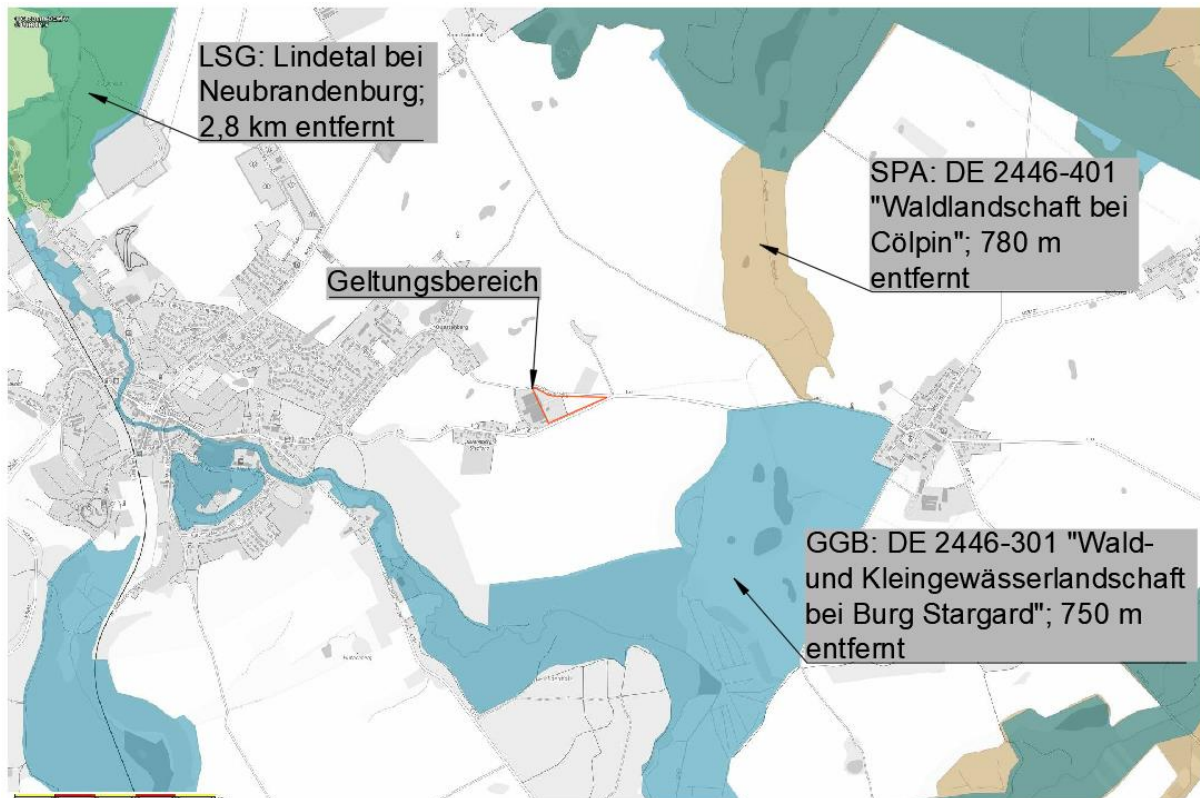 LSG: Lindetal bei
Neubrandenburg;
2,8 km entfernt
SPA: DE 2446-401
"Waldlandschaft bei
Cölpin"; 780 m
entfernt
Geltungsbereich
GGB: DE 2446-301 "Wald-
und Kleingewässerlandschaft
bei Burg Stargard"; 750 m
entfernt